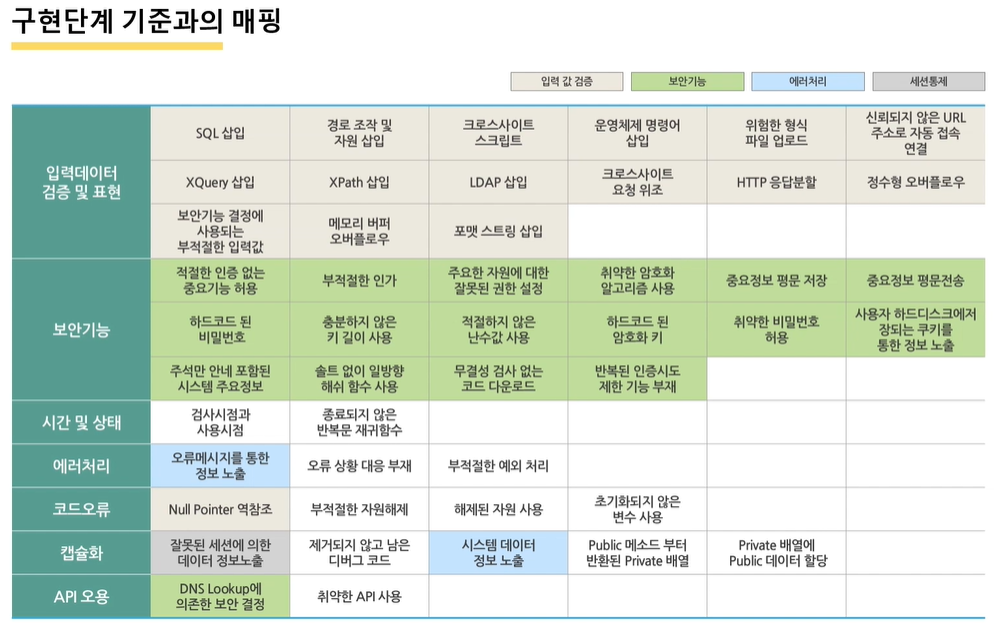 구현단계 기준과의 매핑
입력 값 검증
보안기능
에러처리
세션통제
입력데이터
검증 및 표현
SQL 삽입
경로 조작 및
자원 삽입
크로스사이트
스크립트
운영체제 명령어
삽입
위험한 형식
파일 업로드
신뢰되지 않은 URL
주소로 자동 접속
연결
XQuery 삽입
XPath 삽입
LDAP 삽입
크로스사이트
요청 위조
HTTP 응답분할
정수형 오버플로우
보안기능 결정에
사용되는
부적절한 입력값
메모리 버퍼
오버플로우
포맷 스트링 삽입
보안기능
적절한 인증 없는
중요기능 허용
부적절한 인가
주요한 자원에 대한
잘못된 권한 설정
취약한 암호화
알고리즘 사용
중요정보 평문 저장
중요정보 평문전송
하드코드 된
비밀번호
충분하지 않은
키 길이 사용
적절하지 않은
난수값 사용
하드코드 된
암호화 키
취약한 비밀번호
허용
사용자 하드디스크에저
장되는 쿠키를
통한 정보 노출
주석만 안네 포함된
시스템 주요정보
솔트 없이 일방향
해쉬 함수 사용
무결성 검사 없는
코드 다운로드
반복된 인증시도
제한 기능 부재
시간 및 상태
검사시점과
사용시점
종료되지 않은
반복문 재귀함수
에러처리
오류메시지를 통한
정보 노출
오류 상황 대응 부재
부적절한 예외 처리
코드오류
Null Pointer 역참조
부적절한 자원해제
해제된 자원 사용
초기화되지 않은
변수 사용
캡슐화
잘못된 세션에 의한
데이터 정보노출
제거되지 않고 남은
디버그 코드
시스템 데이터
정보 노출
Public 메소드 부터
반환된 Private 배열
Private 배열에
Public 데이터 할당
API 오용
DNS Lookup에
의존한 보안 결정
취약한 API 사용